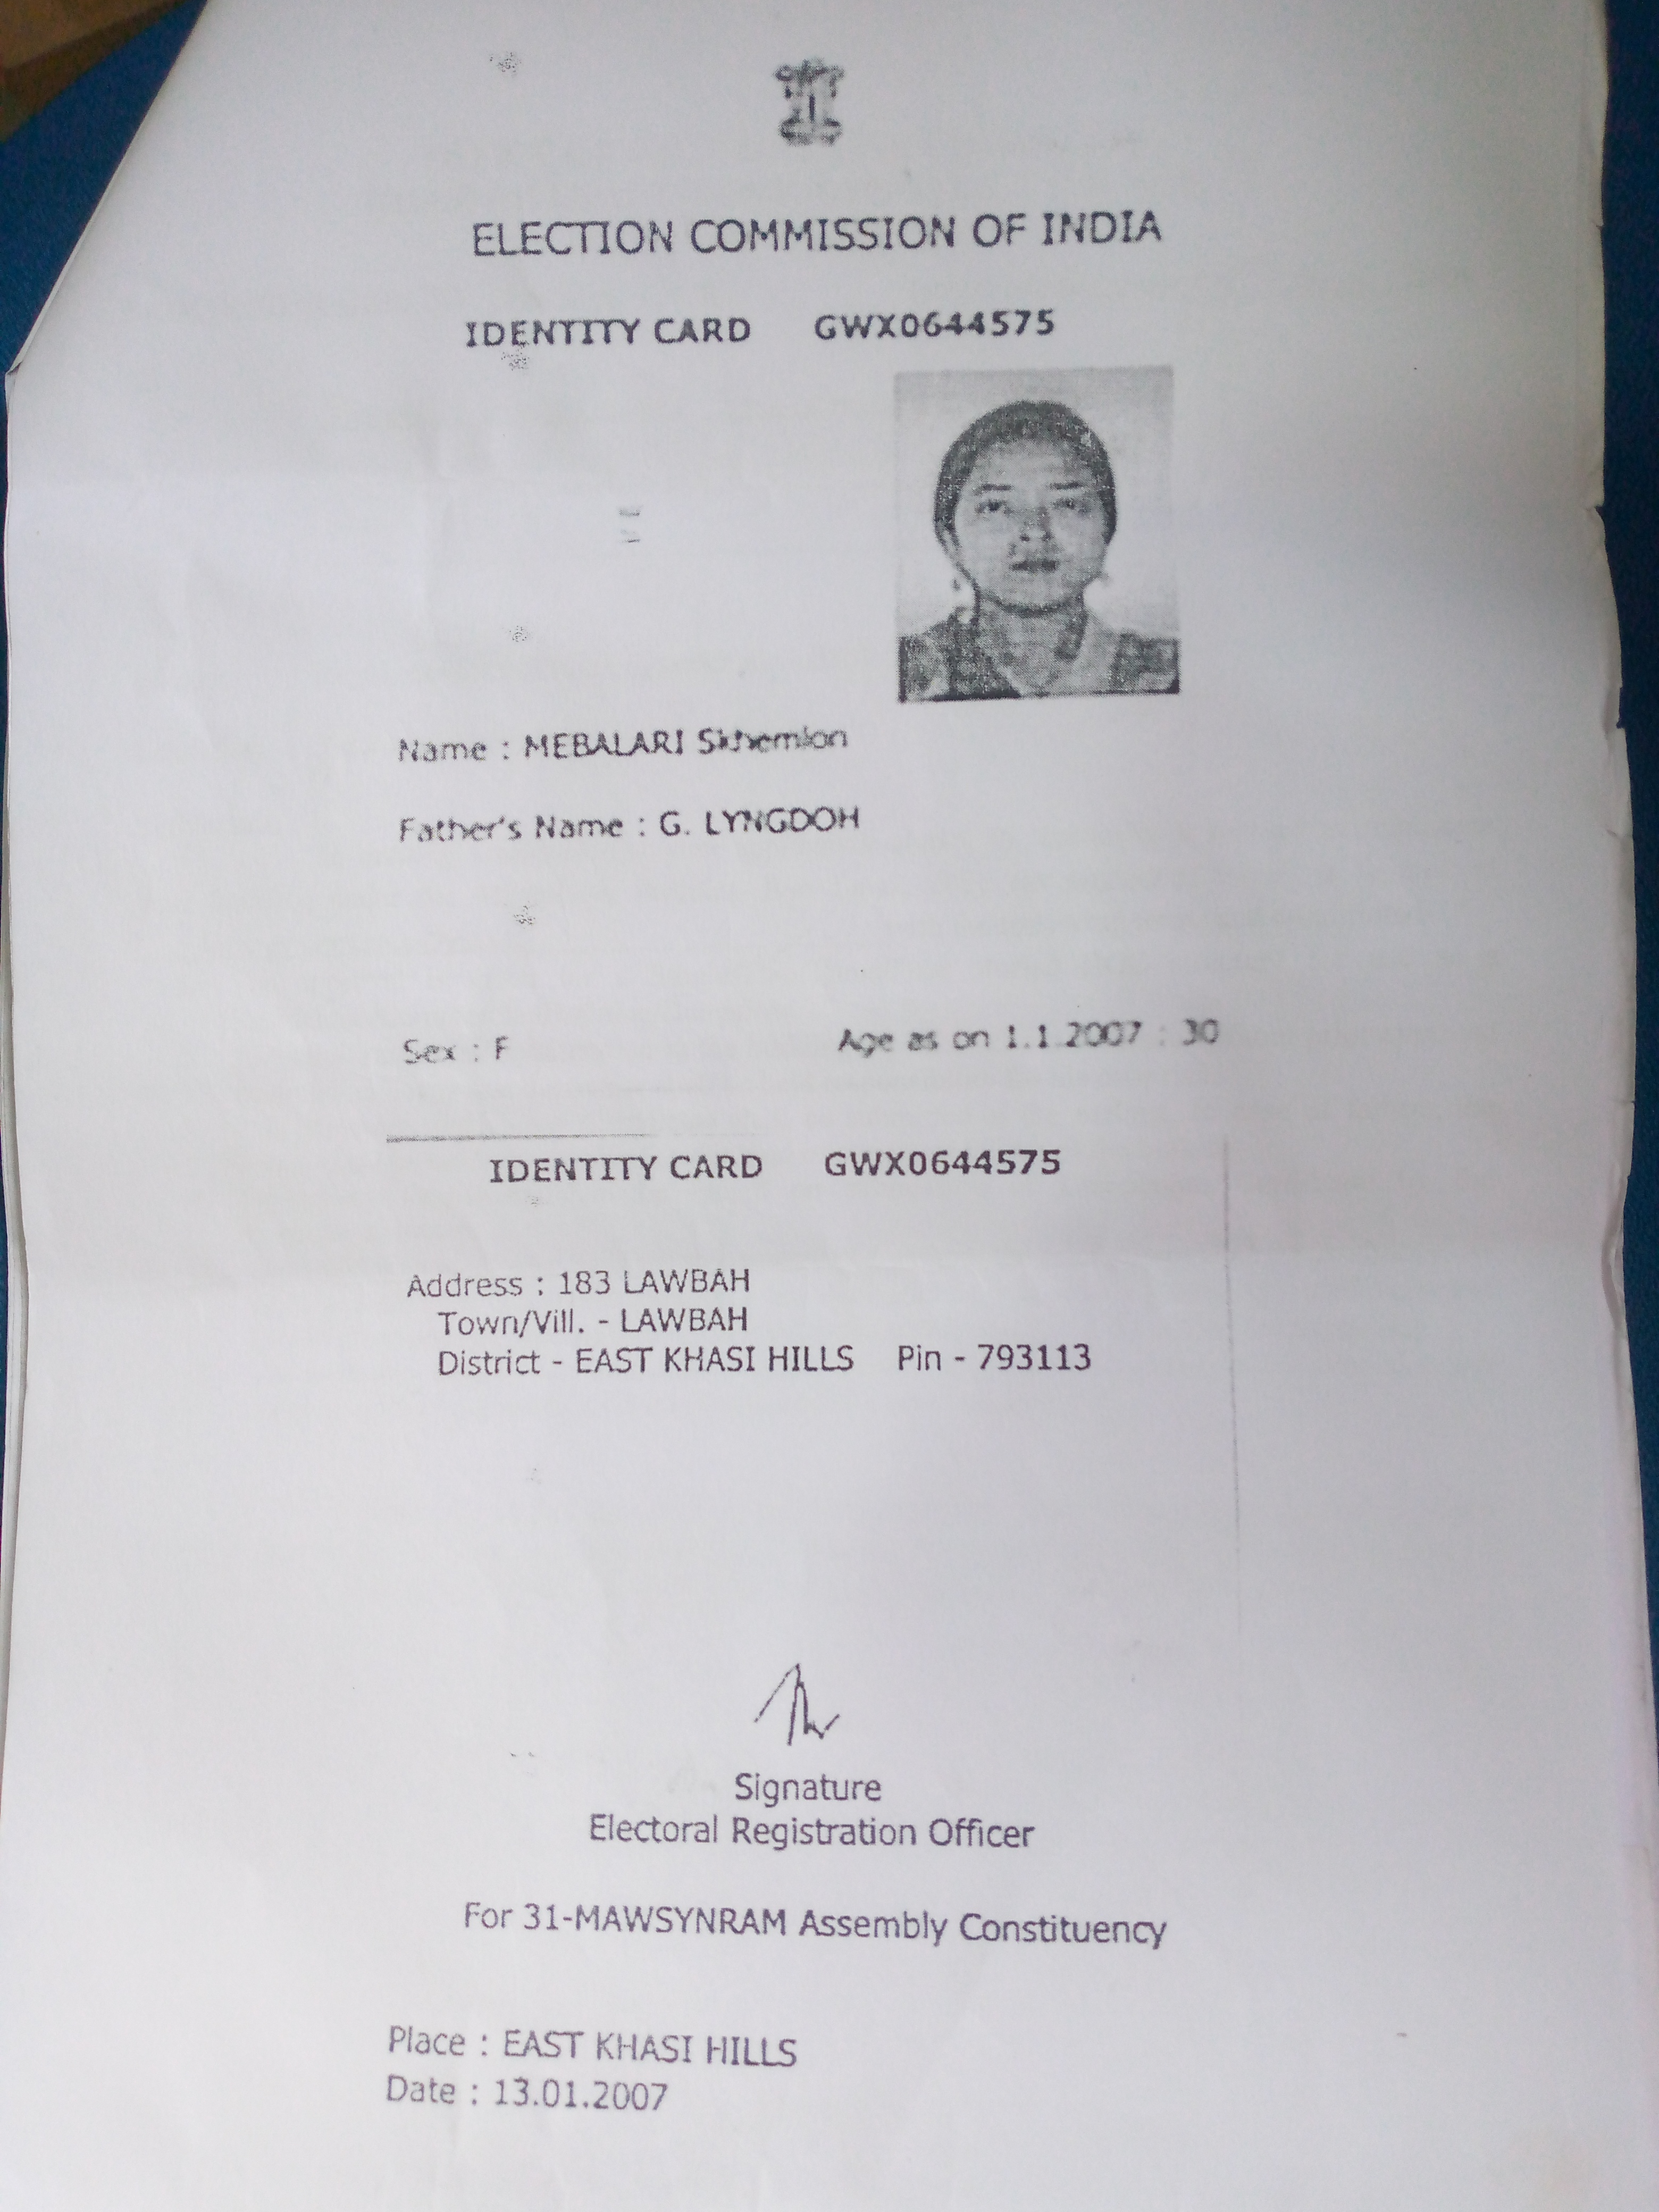 ELECTION COMMISSION OF INDIA
IDENTITY CARD GWX0644575
Name : MEBALARI Skhemlon
Father's Name : G. LYNGDOH
Sex : F Age as on 1.1.2007 : 30
IDENTITY CARD GWX0644575
Address : 183 LAWBAH
Town/Vill. - LAWBAH
District - EAST KHASI HILLS Pin - 793113
Signature
Electoral Registration Officer
For 31-MAWSYNRAM Assembly Constituency
Place : EAST KHASI HILLS
Date : 13.01.2007